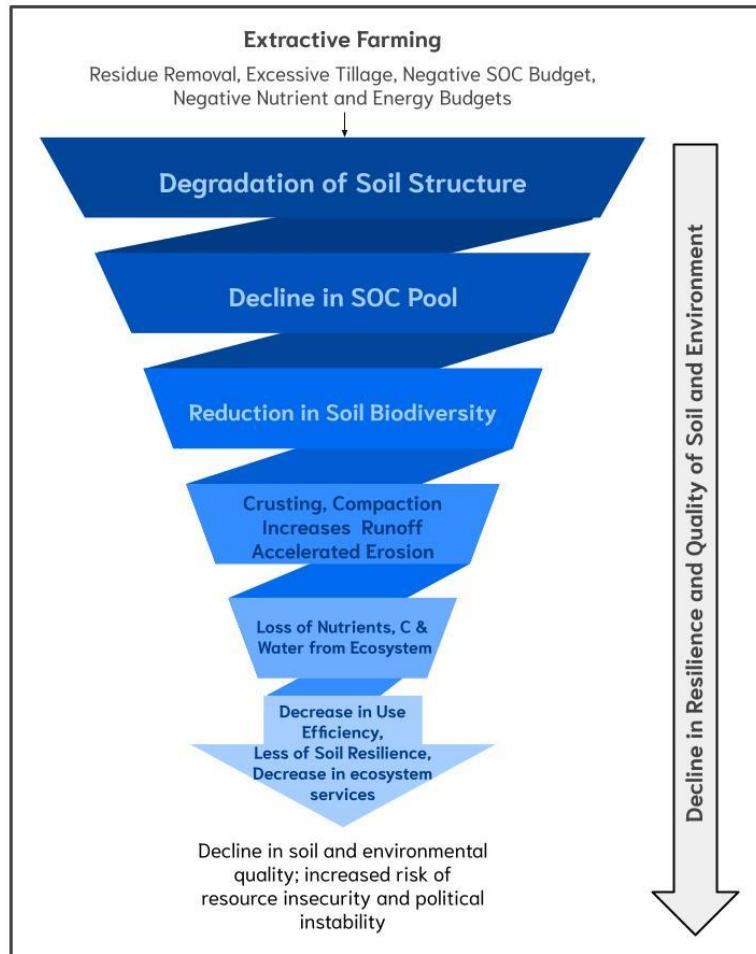 Extractive Farming
Residue Removal, Excessive Tillage, Negative SOC Budget,
Negative Nutrient and Energy Budgets
Degradation of Soil Structure
Decline in SOC Pool
Reduction in Soil Biodiversity
Crusting, Compaction
Increases Runoff
Accelerated Erosion
Loss of Nutrients, C &
Water from Ecosystem
Decrease in Use
Efficiency,
Less of Soil Resilience,
Decrease in ecosystem
services
Decline in soil and environmental
quality; increased risk of
resource insecurity and political
instability
Decline in Resilience and Quality of Soil and Environment